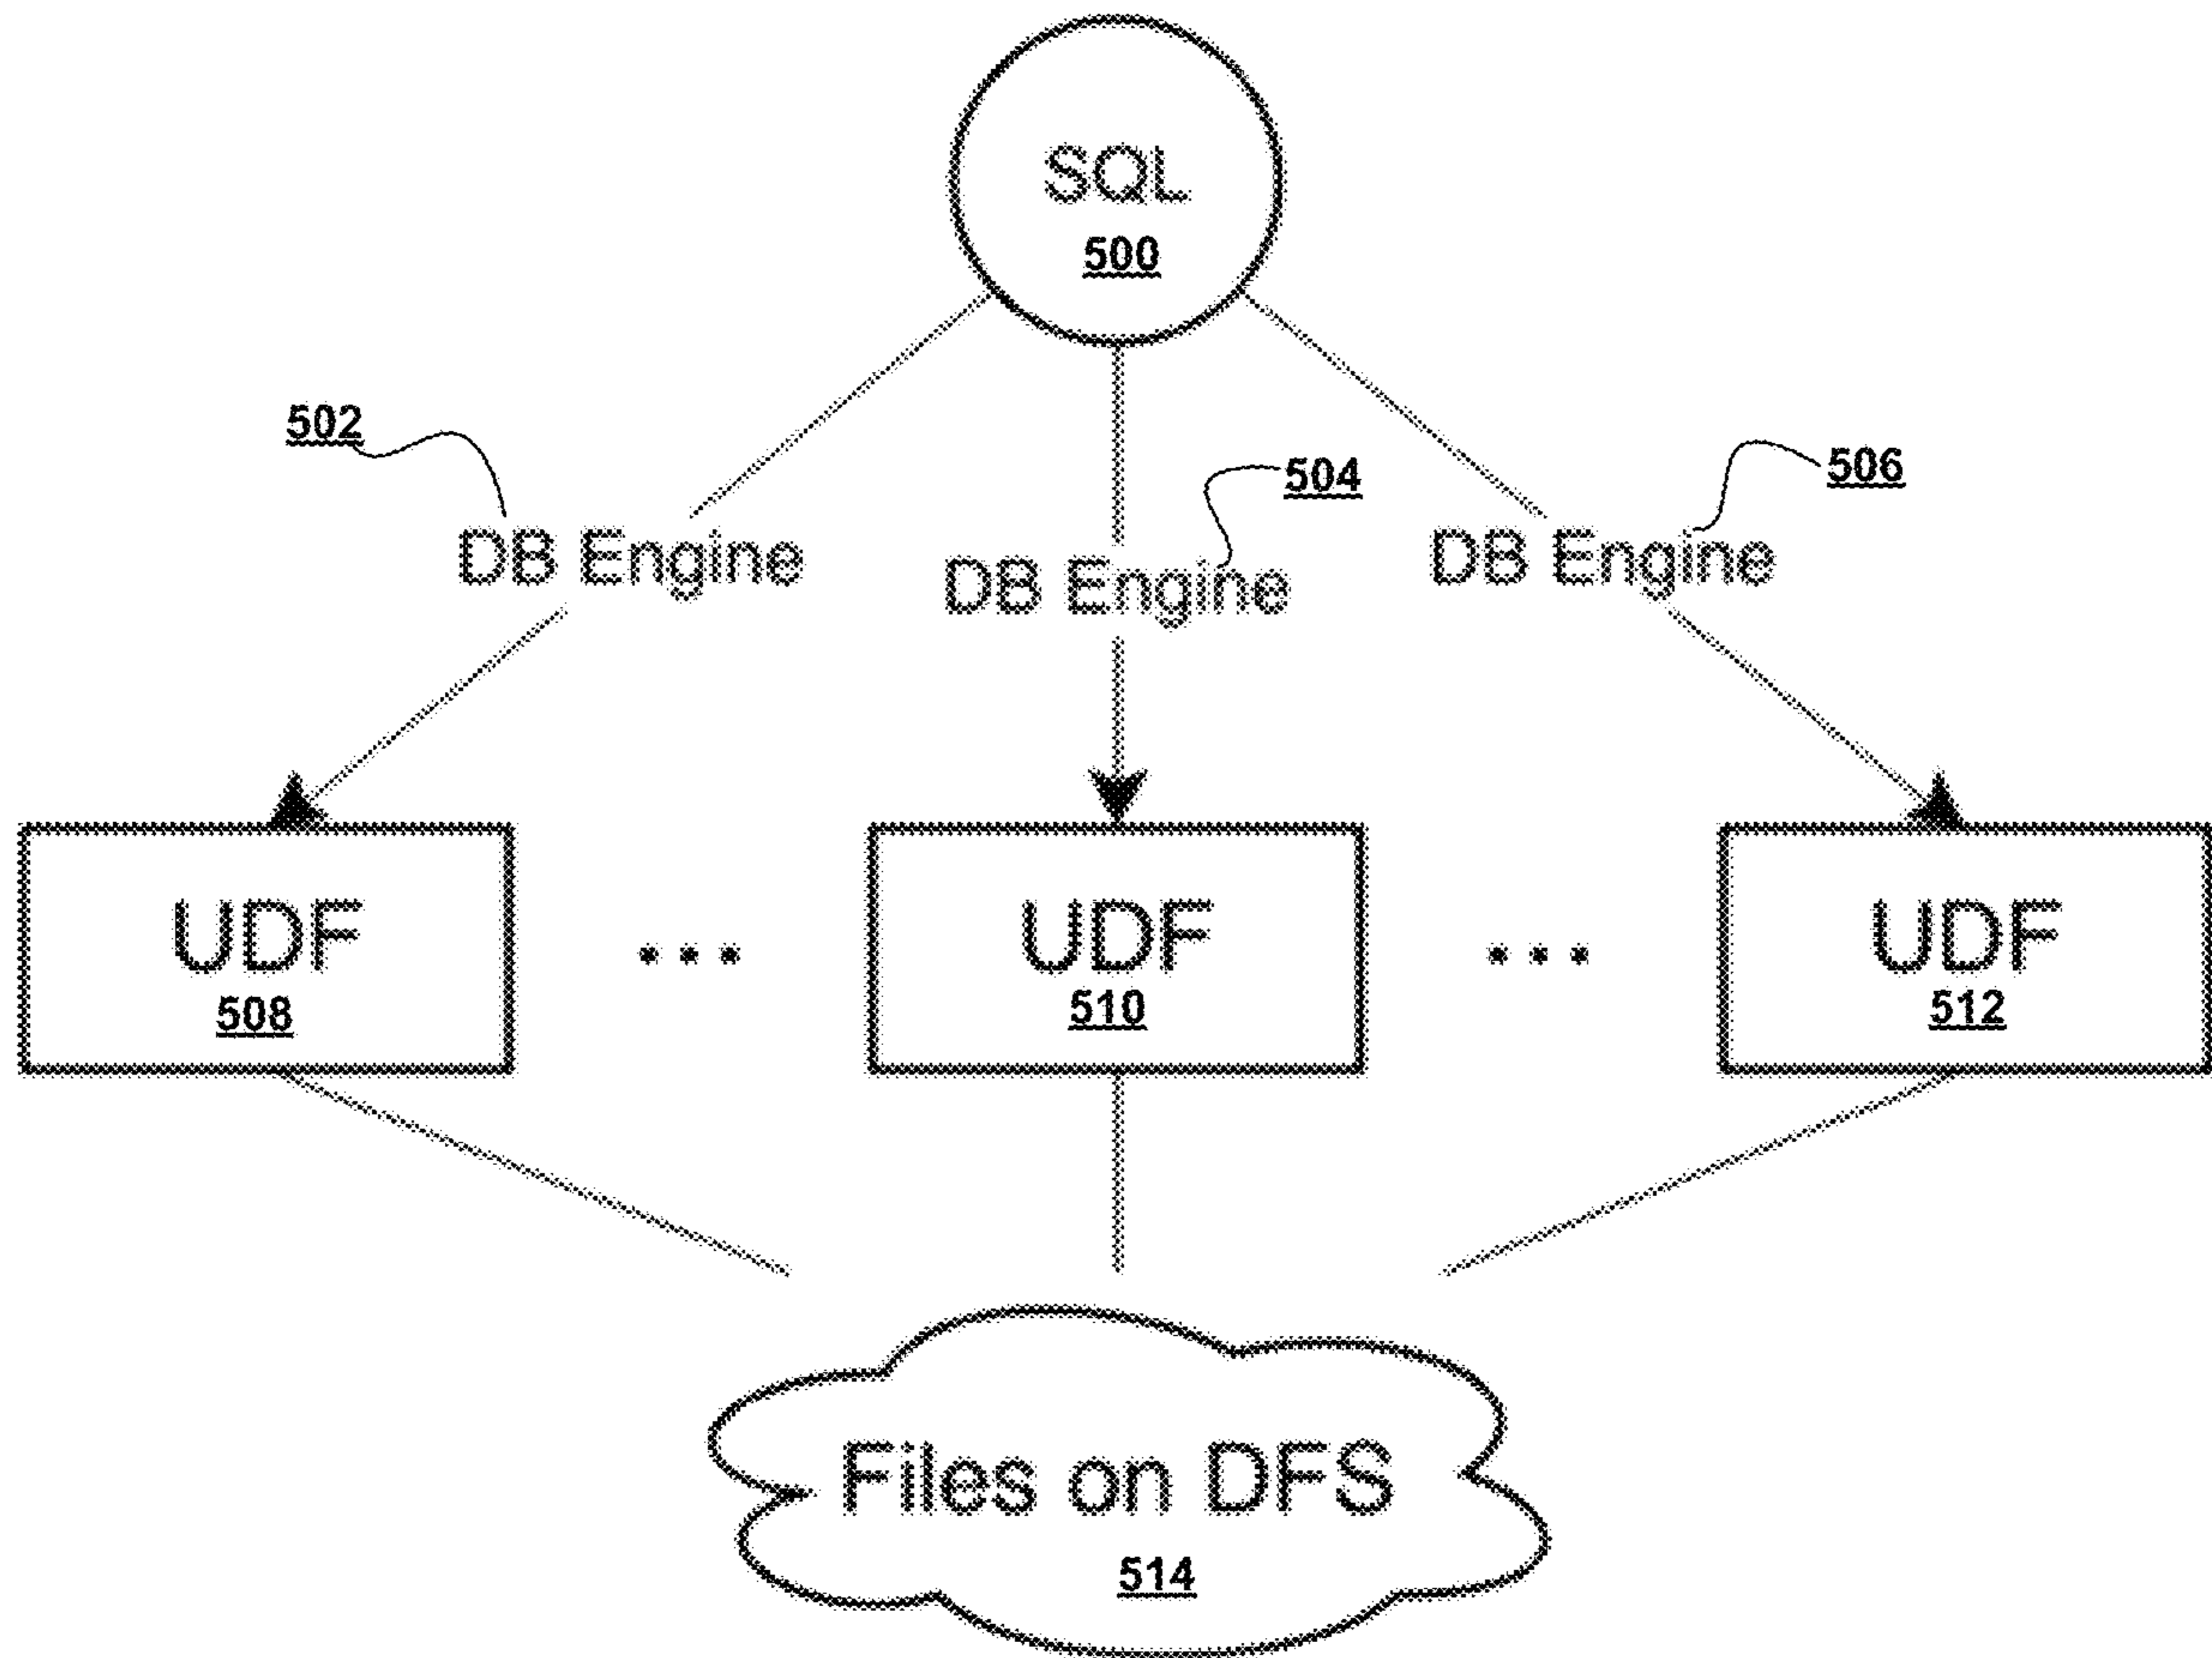 SQL
500
502
504
506
DB Engine
DB Engine
DB Engine
UDF
508
...
UDF
510
...
UDF
512
Files on DFS
514